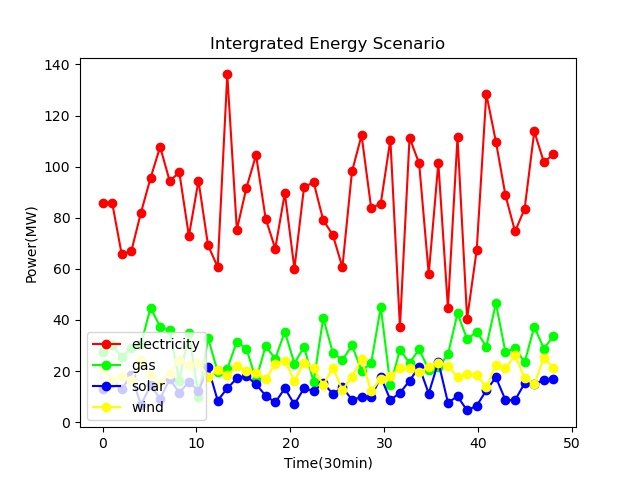 Intergrated Energy Scenario
Power(MW)
140
120
100
80
60
40
20
0
electricity
gas
solar
wind
0 10 20 30 40 50
Time(30min)